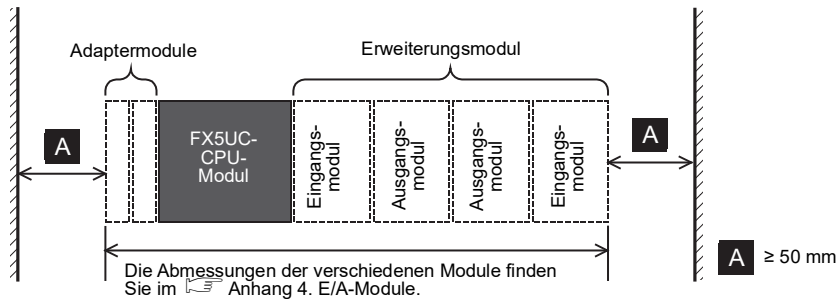 Adaptermodule
Erweiterungsmodul
A
FX5UC-
CPU-
Modul
Eingangs-
modul
Ausgangs-
modul
Ausgangs-
modul
Eingangs-
modul
A
Die Abmessungen der verschiedenen Module finden
Sie im ☞ Anhang 4. E/A-Module.
A ≥ 50 mm